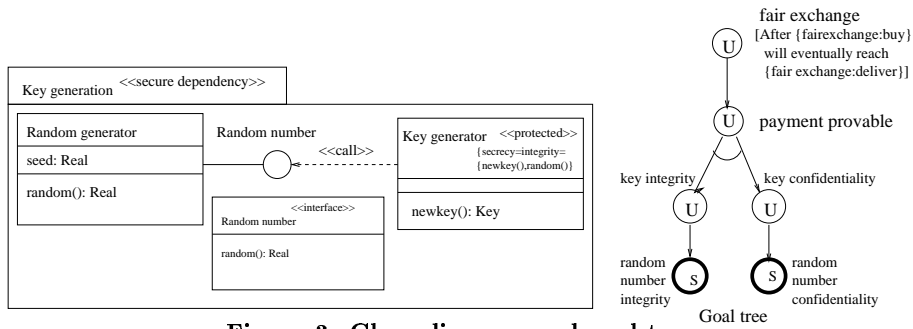 Key generation <<secure dependency>>
Random generator
seed: Real
random(): Real
Random number
<<call>>
Key generator <<protected>>
{secrecy=integrity=
{newkey(),random()}
newkey(): Key
<<interface>>
Random number
random(): Real
fair exchange
[After {fairexchange:buy}
will eventually reach
{fair exchange:deliver}]
U
U
payment provable
key integrity
key confidentiality
U
U
random
number
integrity
S
S
random
number
confidentiality
Goal tree